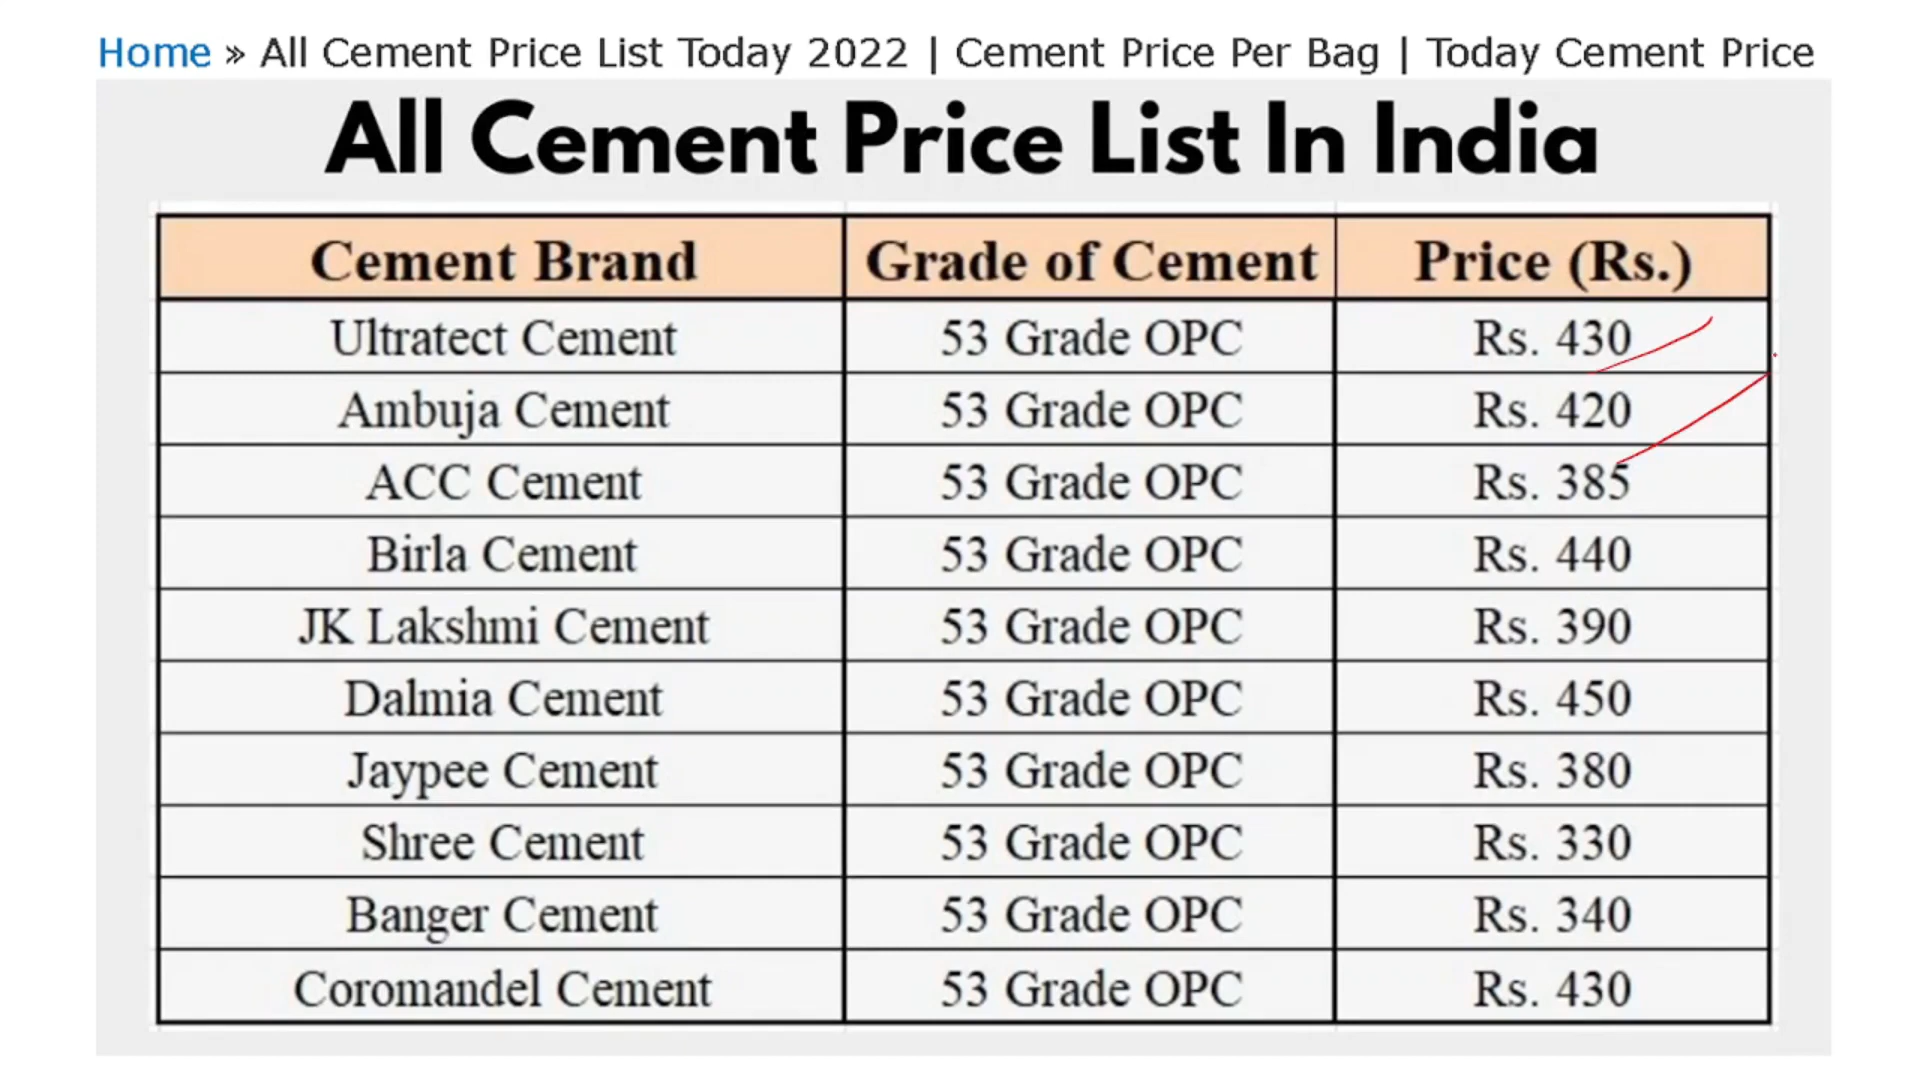 Home » All Cement Price List Today 2022 | Cement Price Per Bag | Today Cement Price
All Cement Price List In India
Cement Brand Grade of Cement Price (Rs.)
Ultratect Cement 53 Grade OPC Rs. 430
Ambuja Cement 53 Grade OPC Rs. 420
ACC Cement 53 Grade OPC Rs. 385
Birla Cement 53 Grade OPC Rs. 440
JK Lakshmi Cement 53 Grade OPC Rs. 390
Dalmia Cement 53 Grade OPC Rs. 450
Jaypee Cement 53 Grade OPC Rs. 380
Shree Cement 53 Grade OPC Rs. 330
Banger Cement 53 Grade OPC Rs. 340
Coromandel Cement 53 Grade OPC Rs. 430